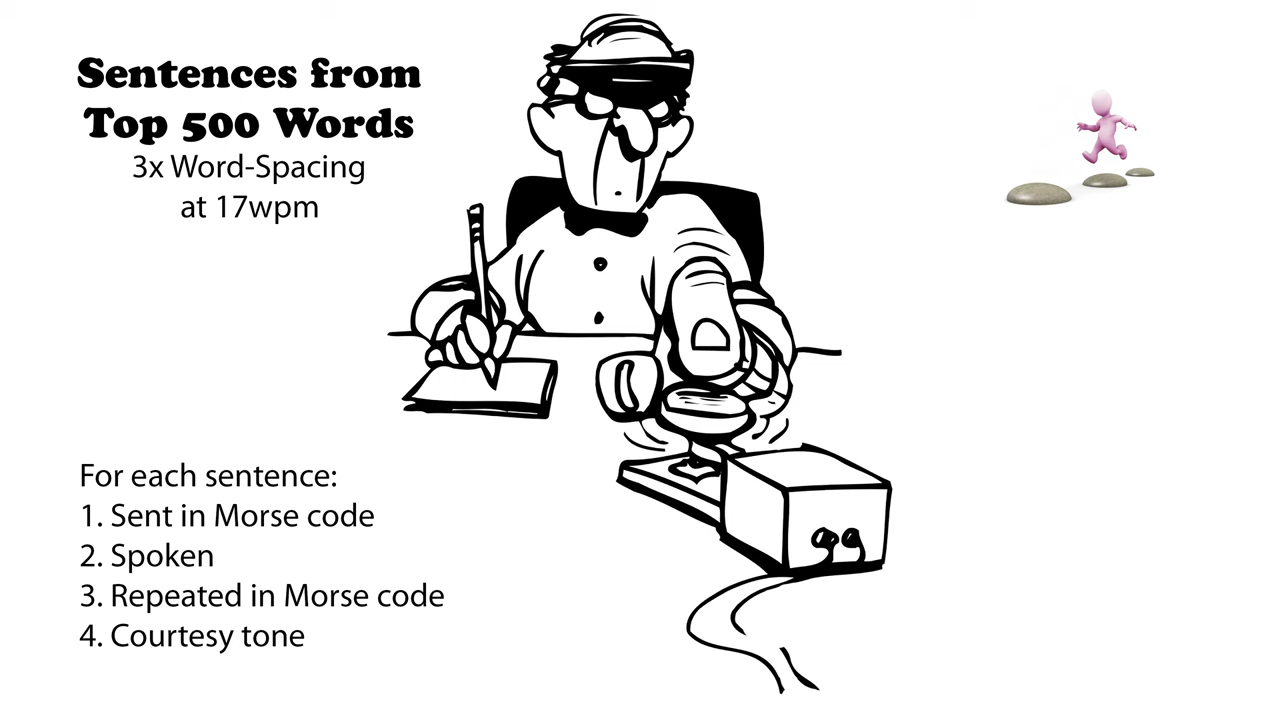 Sentences from
Top 500 Words
3x Word-Spacing
at 17wpm
For each sentence:
1. Sent in Morse code
2. Spoken
3. Repeated in Morse code
4. Courtesy tone